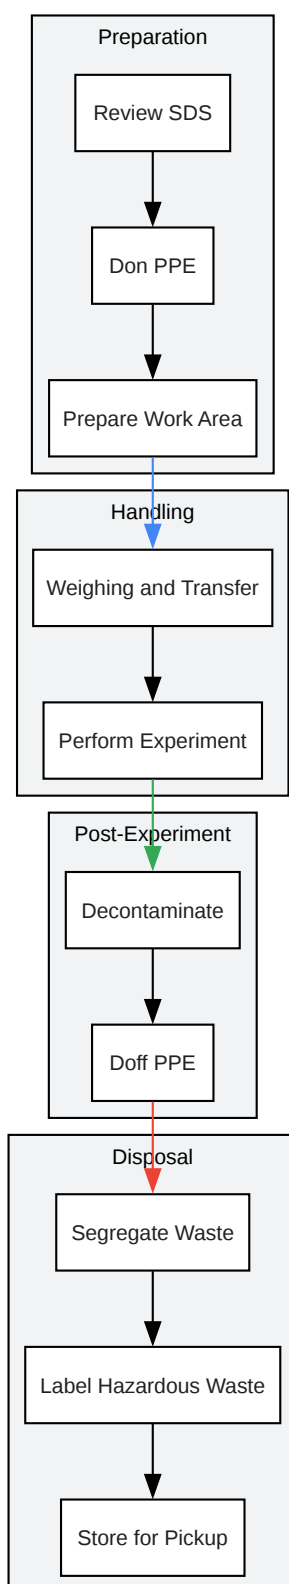 Preparation
Review SDS
Don PPE
Prepare Work Area
Handling
Weighing and Transfer
Perform Experiment
Post-Experiment
Decontaminate
Doff PPE
Disposal
Segregate Waste
Label Hazardous Waste
Store for Pickup